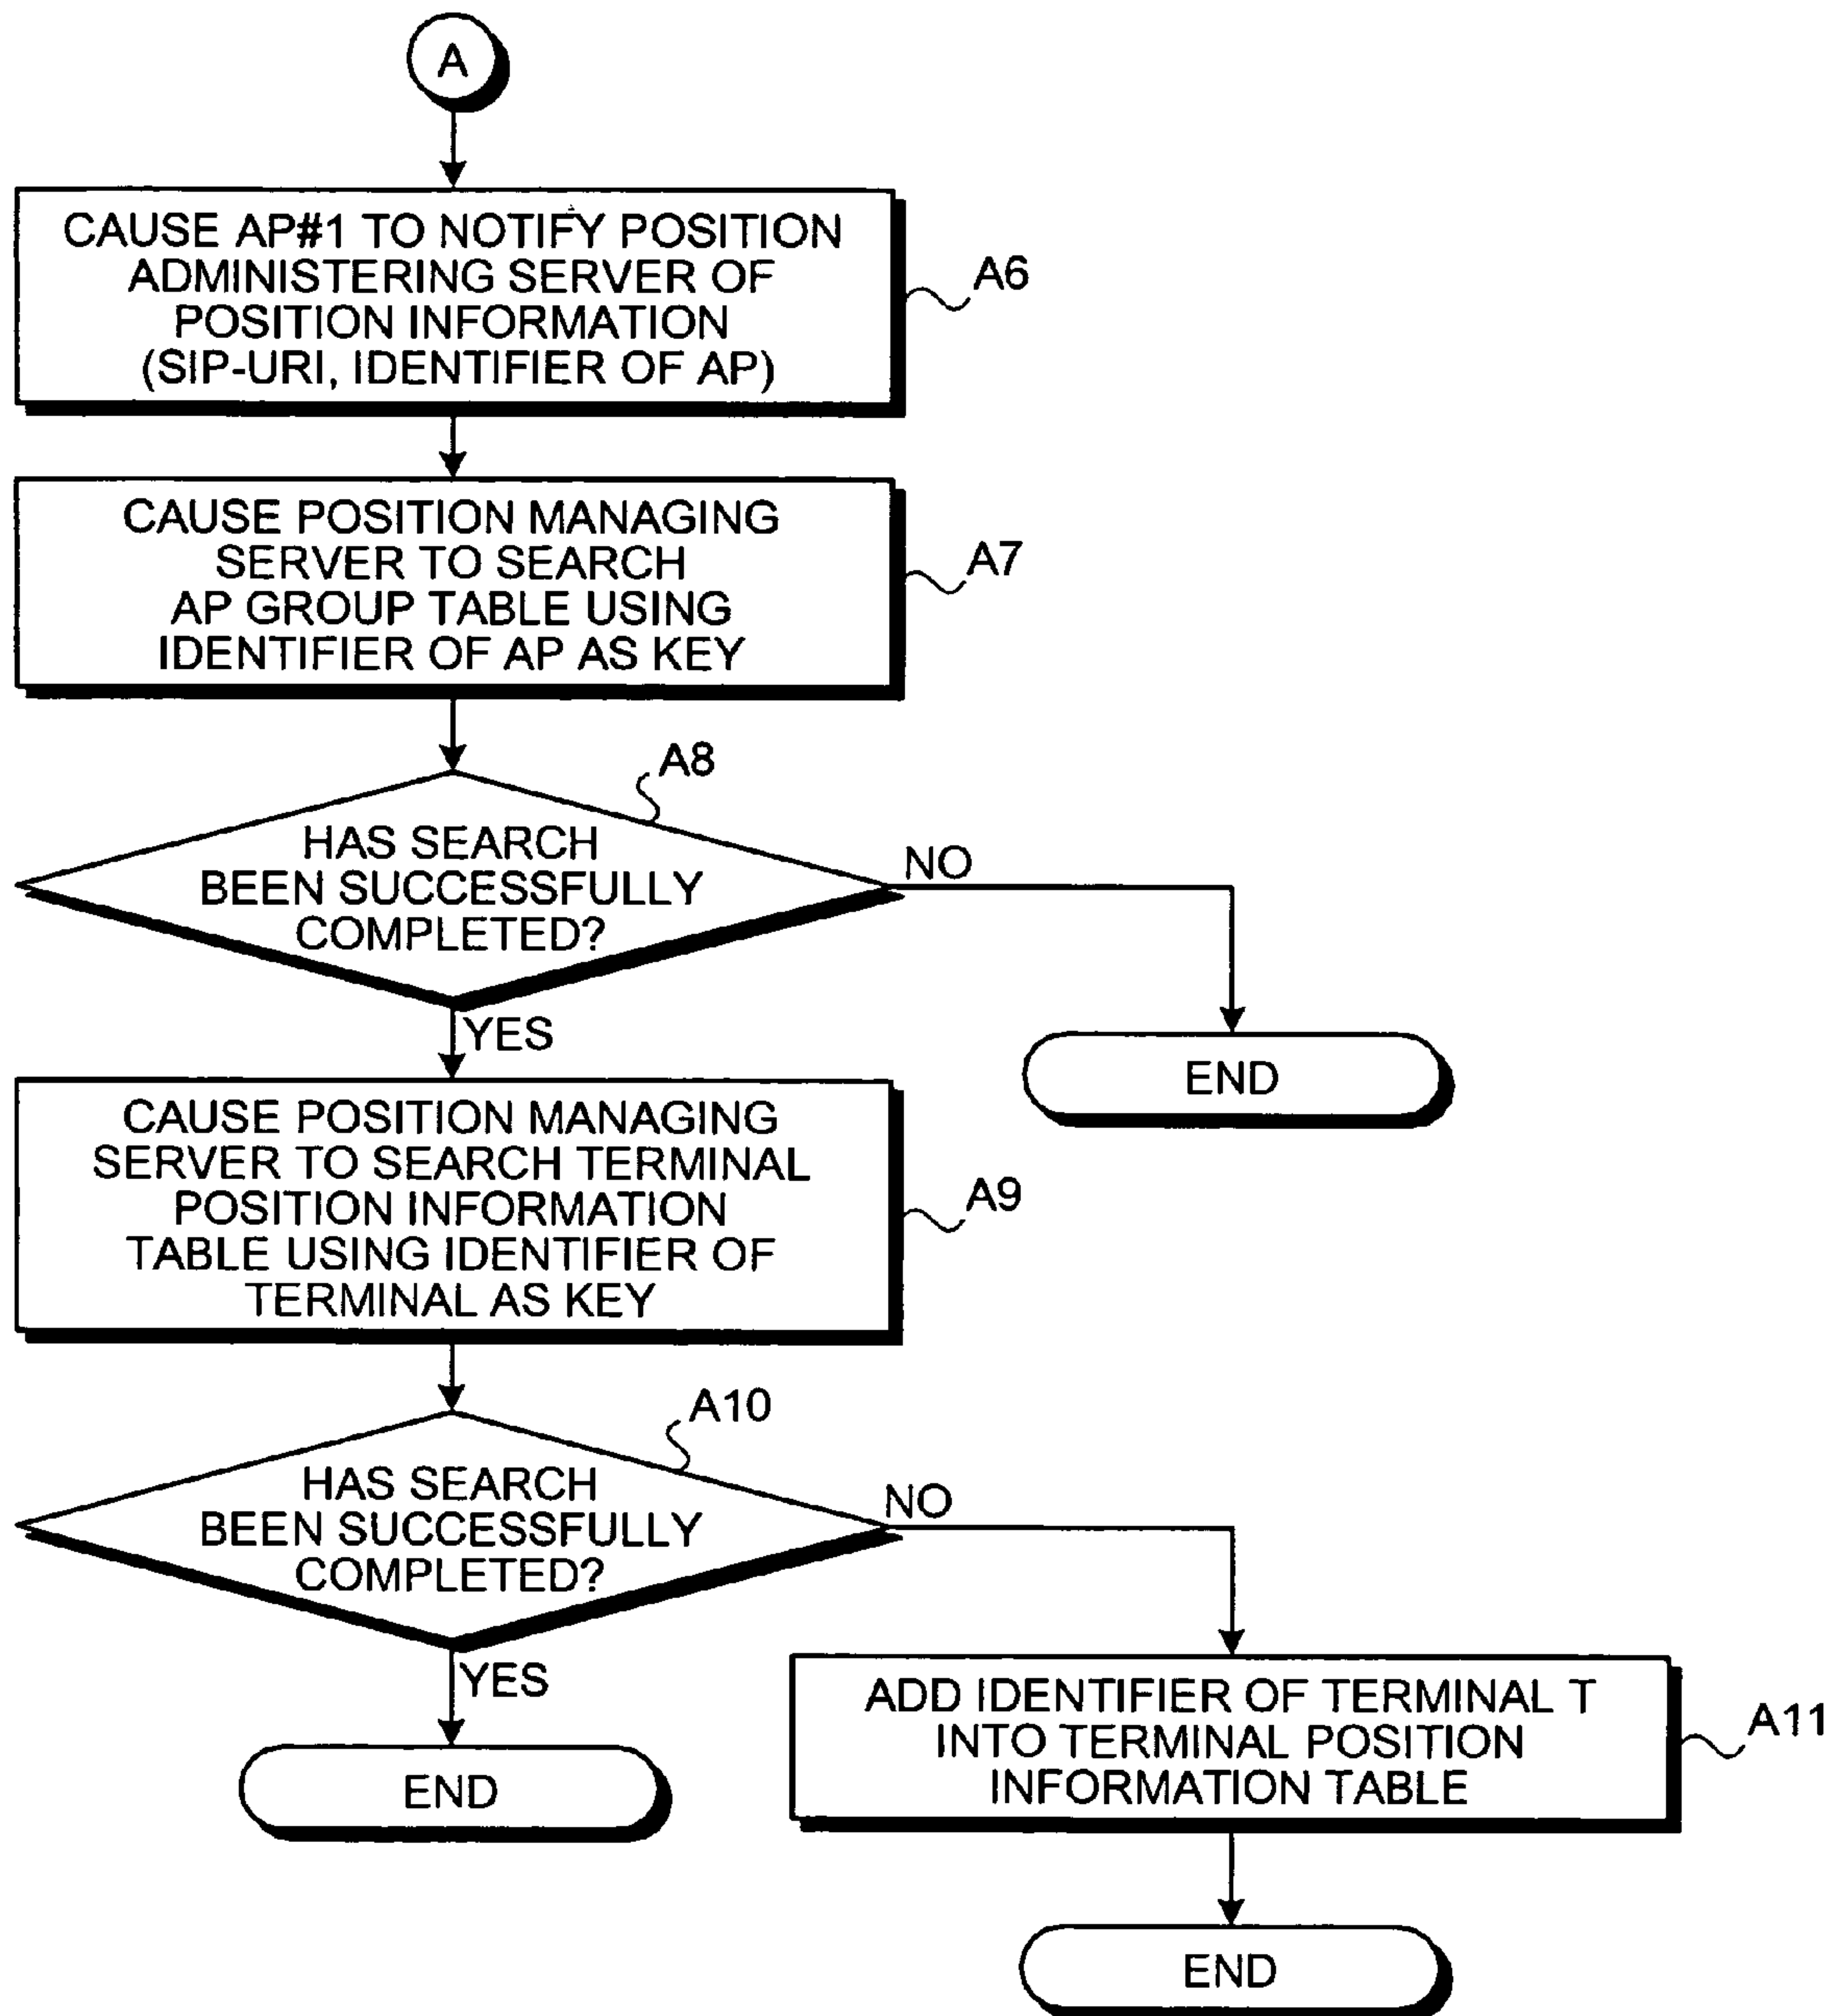 A
CAUSE AP#1 TO NOTIFY POSITION
ADMINISTERING SERVER OF
POSITION INFORMATION
(SIP-URI, IDENTIFIER OF AP)
A6
CAUSE POSITION MANAGING
SERVER TO SEARCH
AP GROUP TABLE USING
IDENTIFIER OF AP AS KEY
A7
A8
HAS SEARCH
BEEN SUCCESSFULLY
COMPLETED?
NO
YES
END
CAUSE POSITION MANAGING
SERVER TO SEARCH TERMINAL
POSITION INFORMATION
TABLE USING IDENTIFIER OF
TERMINAL AS KEY
A9
A10
HAS SEARCH
BEEN SUCCESSFULLY
COMPLETED?
NO
YES
END
ADD IDENTIFIER OF TERMINAL T
INTO TERMINAL POSITION
INFORMATION TABLE
A11
END